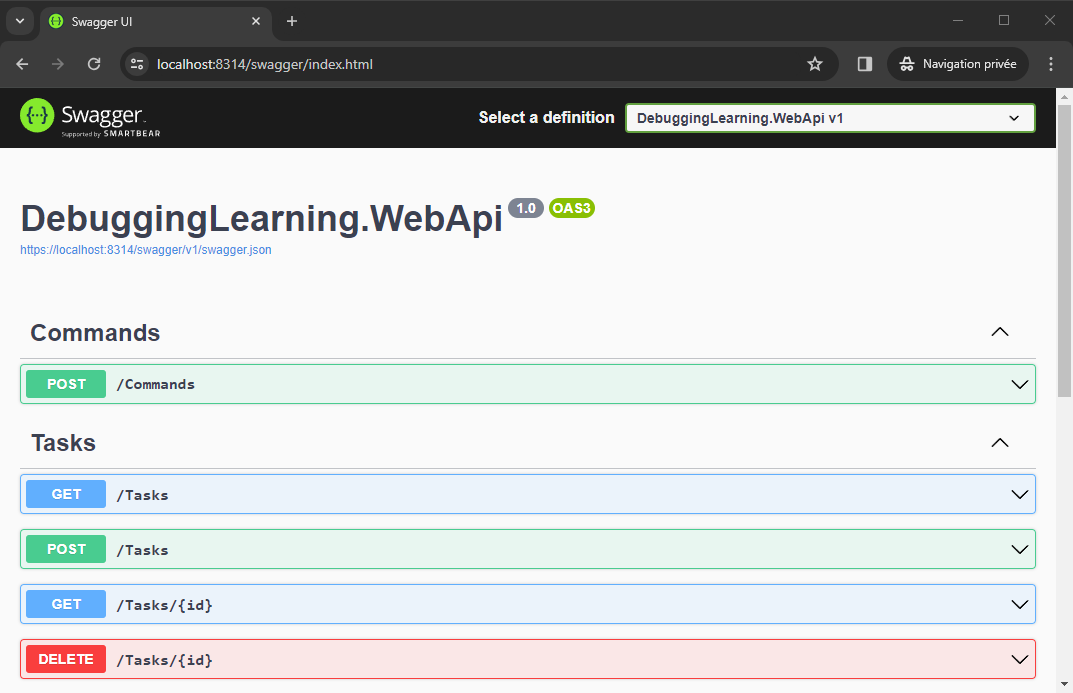 Swagger UI
localhost:8314/swagger/index.html
Navigation privée
Swagger
Supported by SMARTBEAR
Select a definition
DebuggingLearning.WebApi v1
DebuggingLearning.WebApi 1.0 OAS3
https://localhost:8314/swagger/v1/swagger.json
Commands
POST /Commands
Tasks
GET /Tasks
POST /Tasks
GET /Tasks/{id}
DELETE /Tasks/{id}